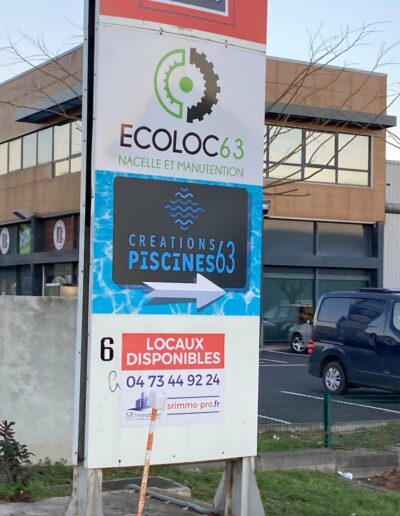 ECOLOC63
NACELLE ET MANUTENTION
CREATIONS
PISCINES63
6
LOCAUX
DISPONIBLES
04 73 44 92 24
srimmo-pro.fr
B